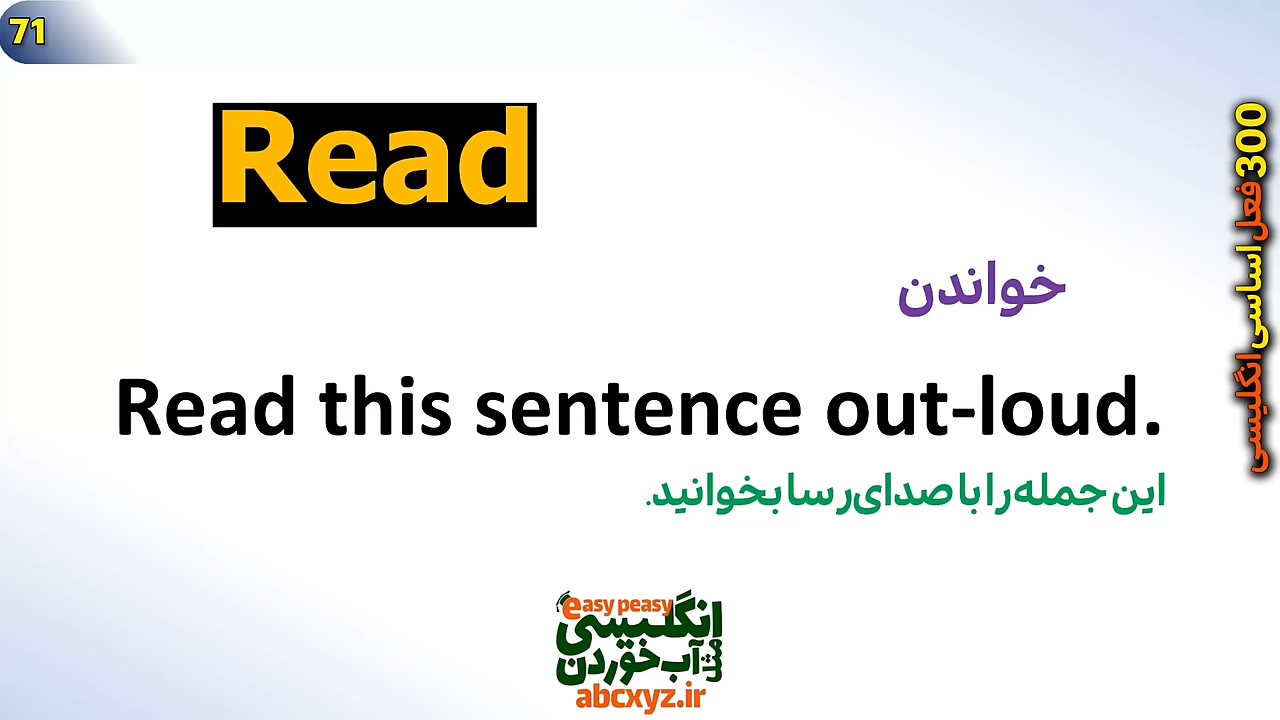 71
Read
خواندن
Read this sentence out-loud.
این جمله را با صدای رسا بخوانید.
300 فعل اساسی انگلیسی
easy peasy
انگلیسی
مثل آب خوردن
abcxyz.ir